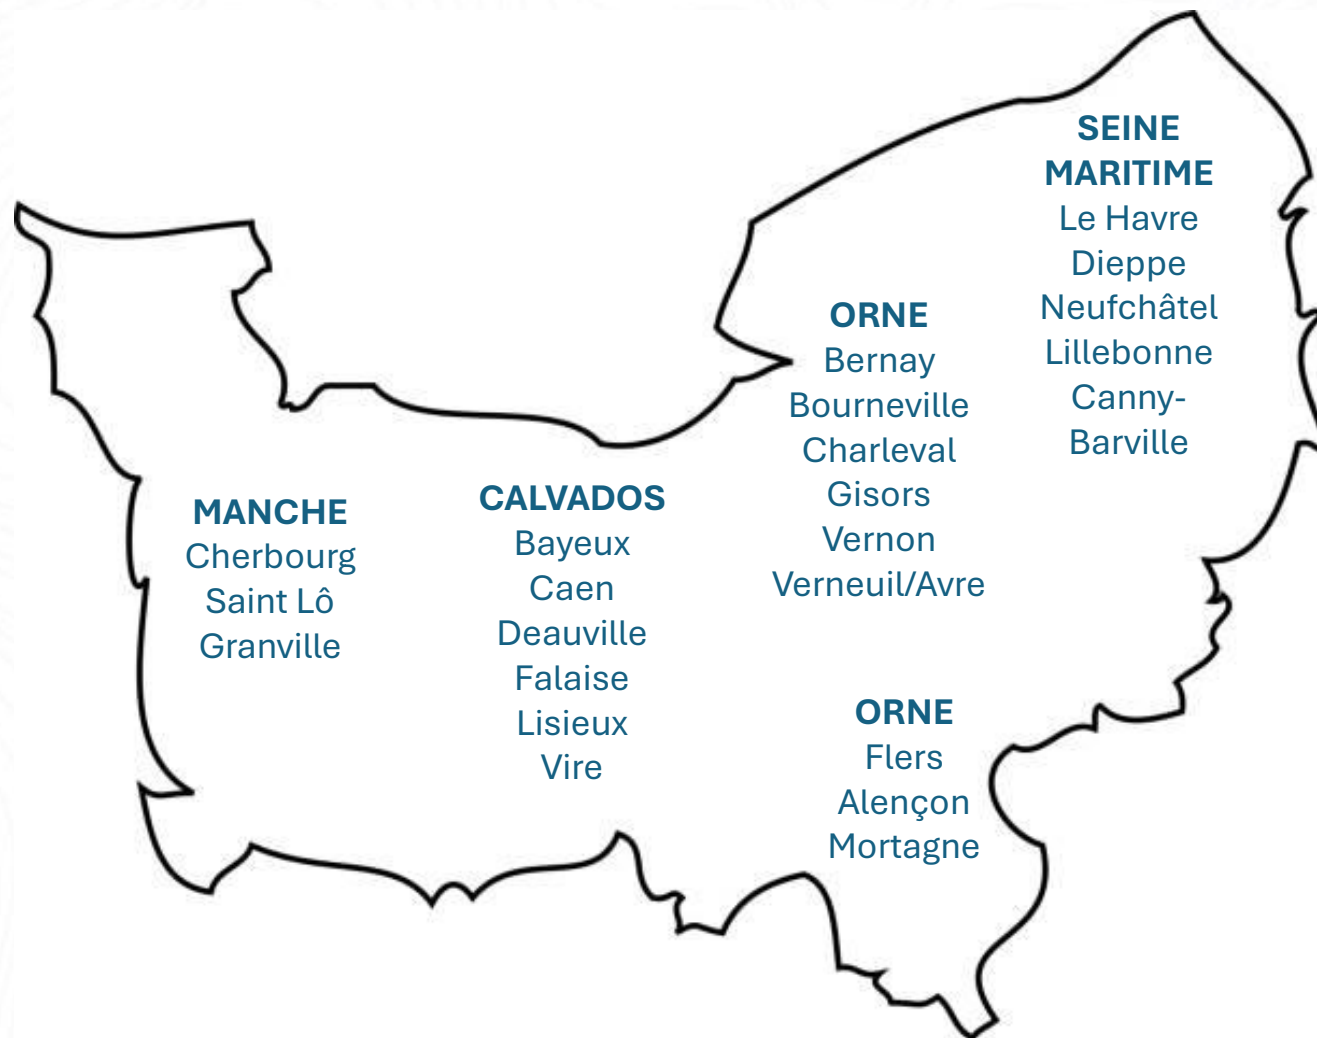 MANCHE
Cherbourg
Saint Lô
Granville
CALVADOS
Bayeux
Caen
Deauville
Falaise
Lisieux
Vire
ORNE
Bernay
Bourneville
Charleval
Gisors
Vernon
Verneuil/Avre
SEINE
MARITIME
Le Havre
Dieppe
Neufchâtel
Lillebonne
Canny-
Barville
ORNE
Flers
Alençon
Mortagne